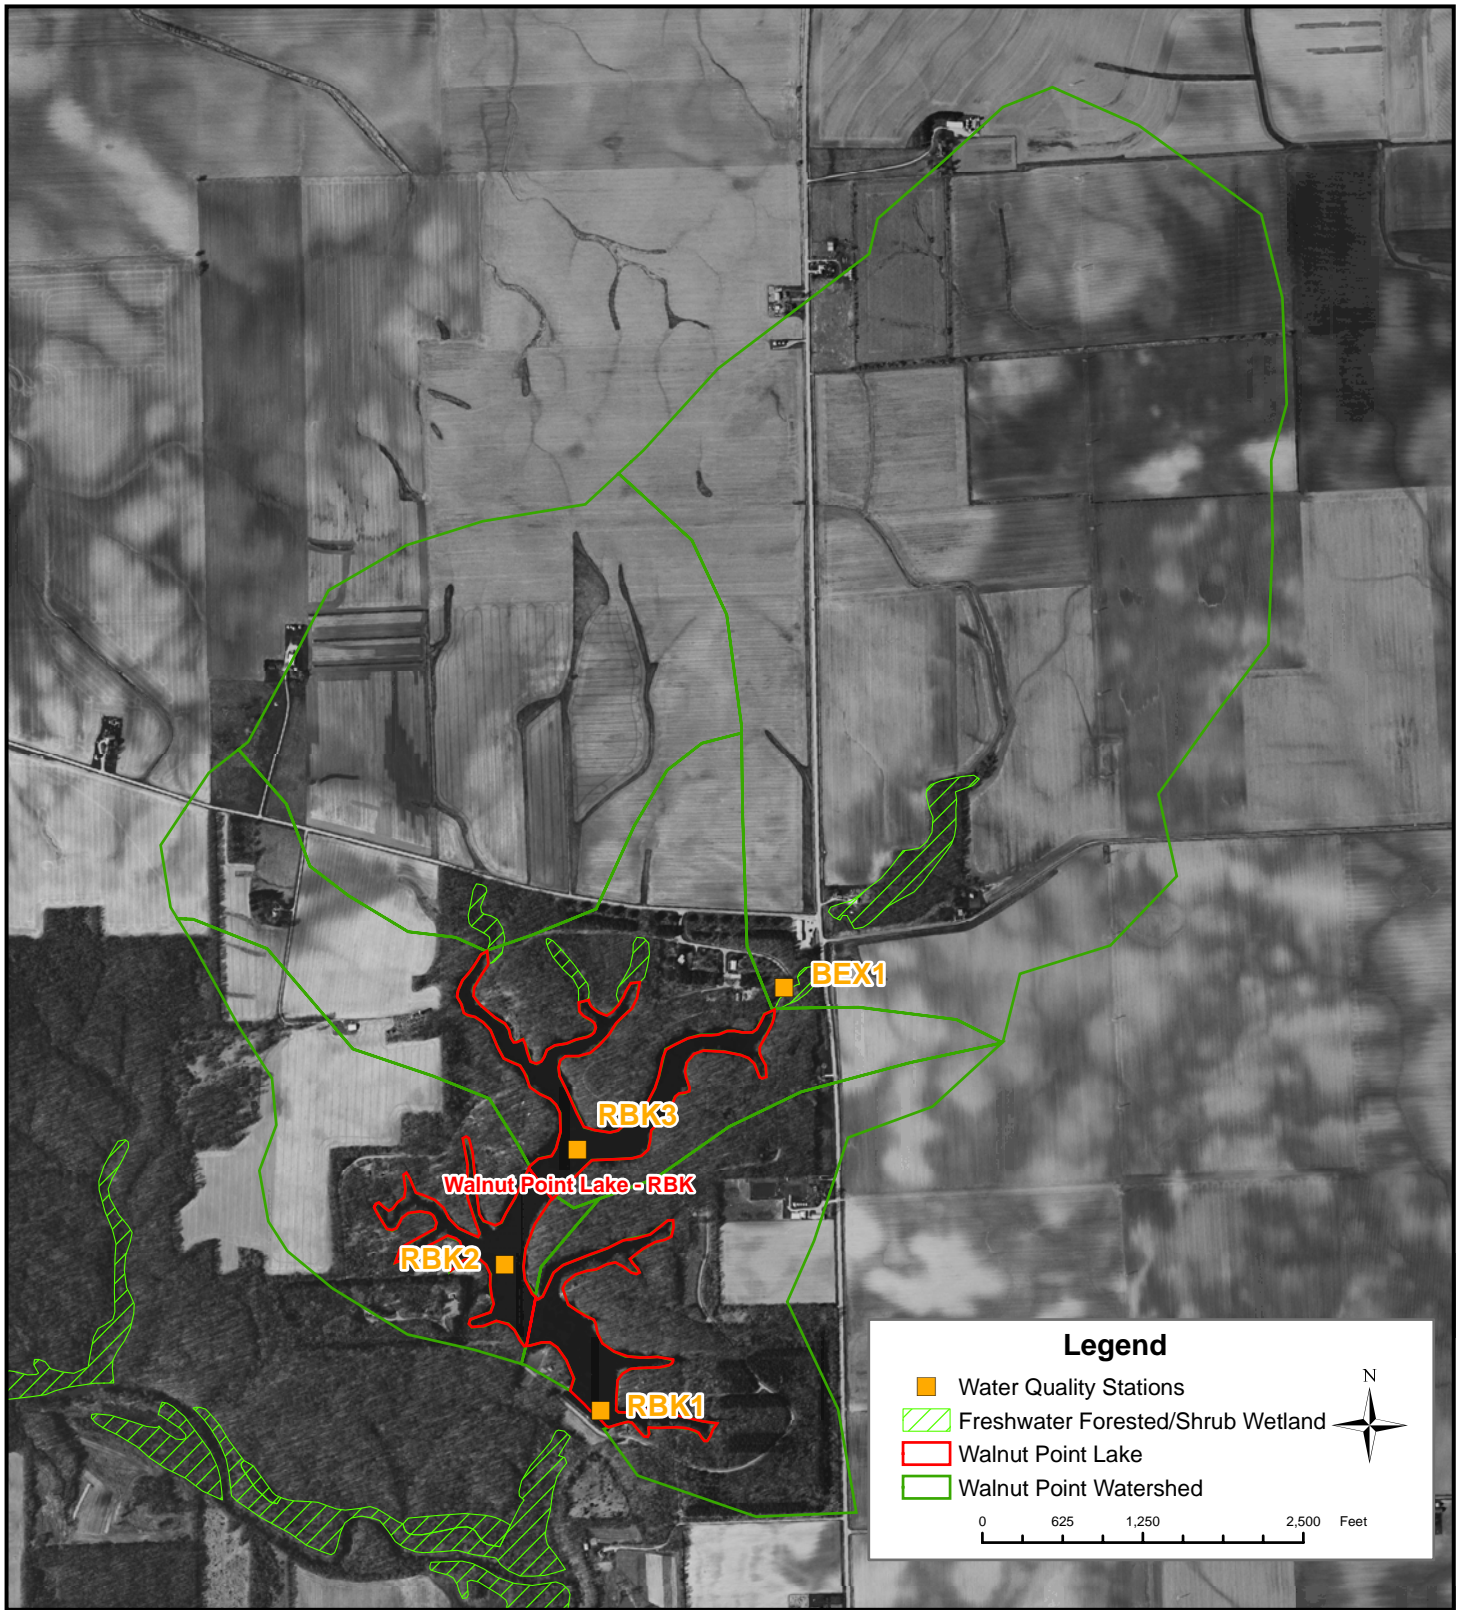 BEX1
RBK3
Walnut Point Lake - RBK
RBK2
RBK1
Legend
Water Quality Stations
Freshwater Forested/Shrub Wetland
Walnut Point Lake
Walnut Point Watershed
N
0 625 1,250 2,500 Feet